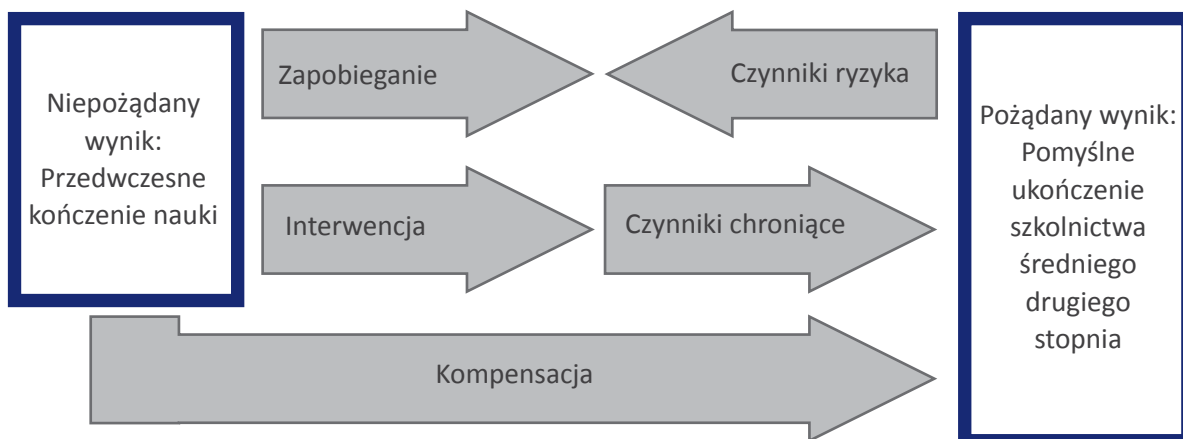 Niepożądany
wynik:
Przedwczesne
kończenie nauki
Zapobieganie
Czynniki ryzyka
Interwencja
Czynniki chroniące
Kompensacja
Pożądany wynik:
Pomyślne
ukończenie
szkolnictwa
średniego
drugiego
stopnia